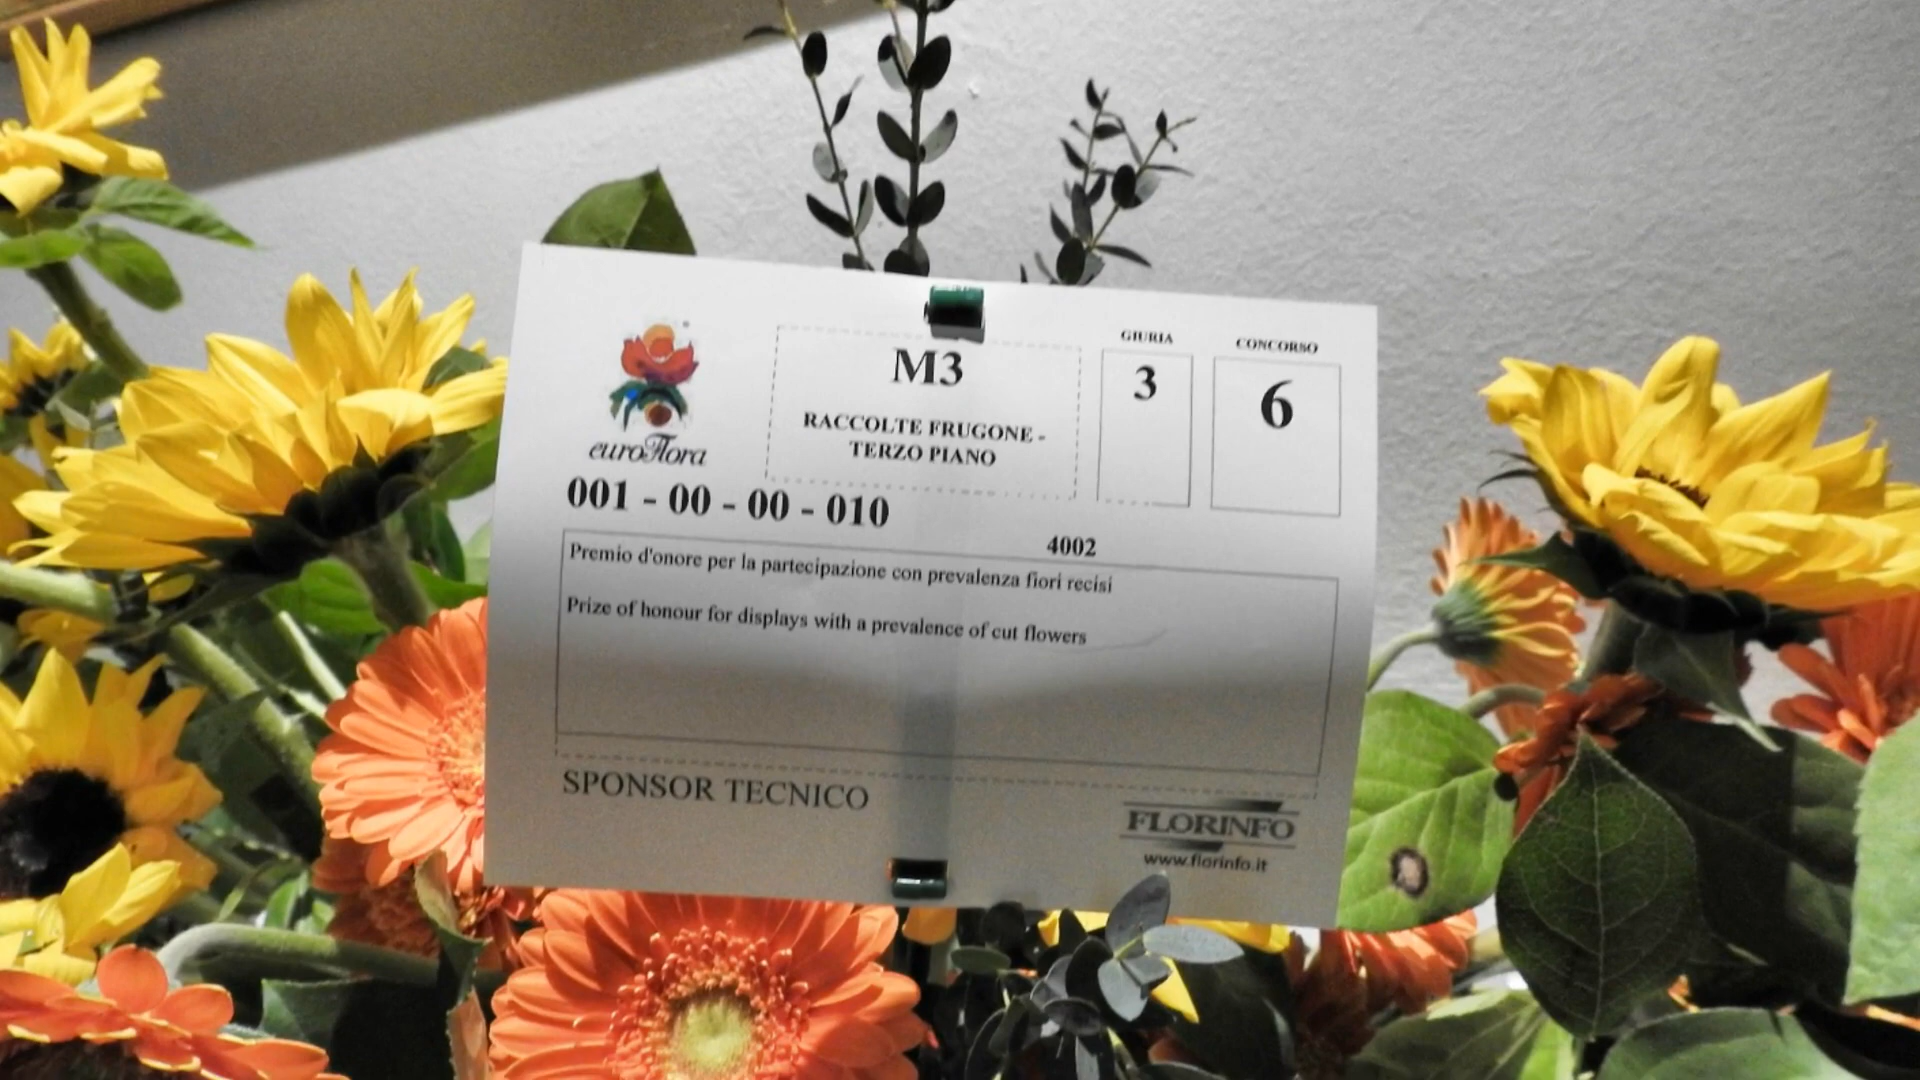 euroflora
M3
RACCOLTE FRUGONE -
TERZO PIANO
GIURIA
3
CONCORSO
6
001 - 00 - 00 - 010
4002
Premio d'onore per la partecipazione con prevalenza fiori recisi
Prize of honour for displays with a prevalence of cut flowers
SPONSOR TECNICO
FLORINFO
www.florinfo.it